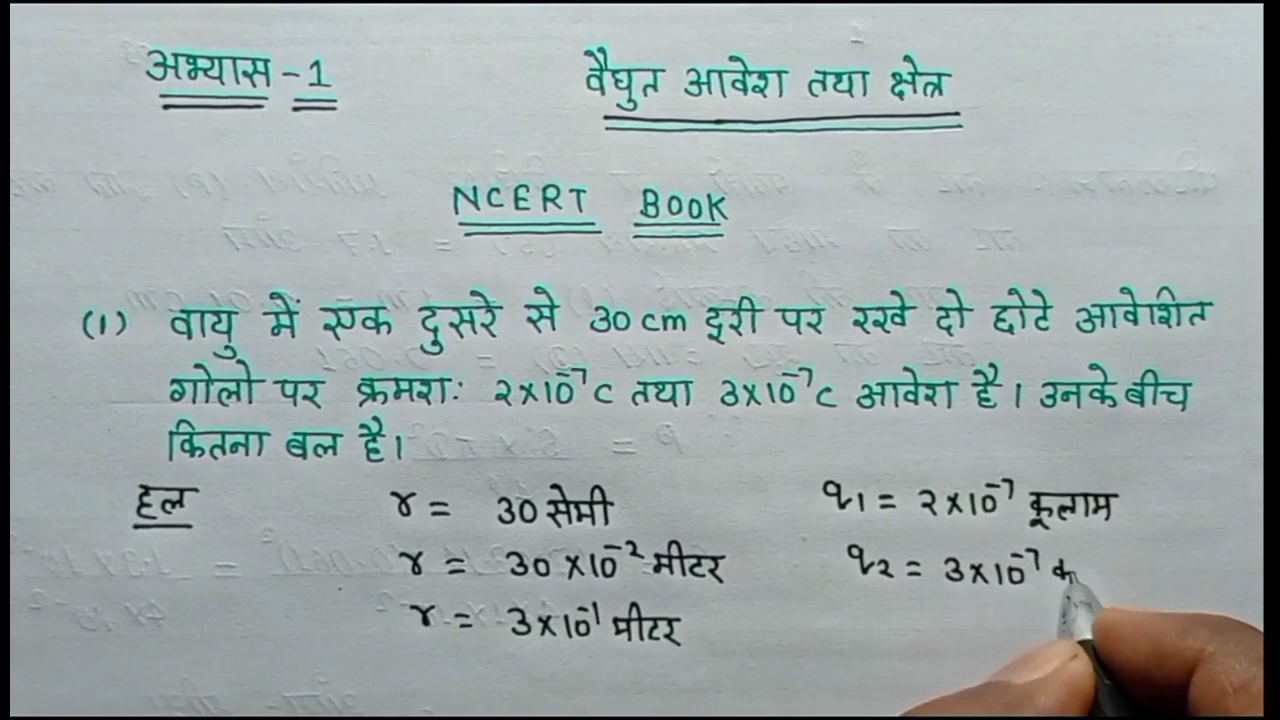 अभ्यास - 1
वैद्युत आवेश तथा क्षेत्र
NCERT BOOK
(1) वायु में एक दुसरे से 30 cm दूरी पर रखे दो छोटे आवेशित
गोलो पर क्रमश: 2×10⁻⁷ C तथा 3×10⁻⁷ C आवेश है। उनके बीच
कितना बल है।
हल
r = 30 सेमी
r = 30 × 10⁻² मीटर
r = 3 × 10⁻¹ मीटर
q₁ = 2 × 10⁻⁷ कूलाम
q₂ = 3 × 10⁻⁷